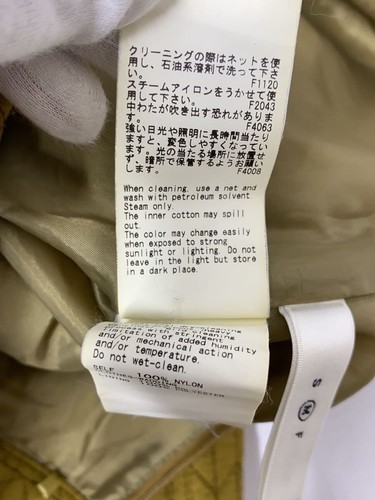 クリーニングの際はネットを使
用し、石油系溶剤で洗って下さ
い。 F1120
スチームアイロンをうかせて使
用して下さい。 F2043
中わたが吹き出す恐れがありま
す。 F4063
強い日光や照明に長時間当たり
ますと、変色しやすくなってい
ます。光の当たる場所に放置せ
ず、暗所で保管するようお願い
します。 F4008
When cleaning, use a net and
wash with petroleum solvent.
Steam only.
The inner cotton may spill
out.
The color may change easily
when exposed to strong
sunlight or lighting. Do not
leave in the light but store
in a dark place.
with stringent
limitation of added humidity
and/or mechanical action
and/or temperature.
Do not wet-clean.
SELF 100% NYLON
S
M